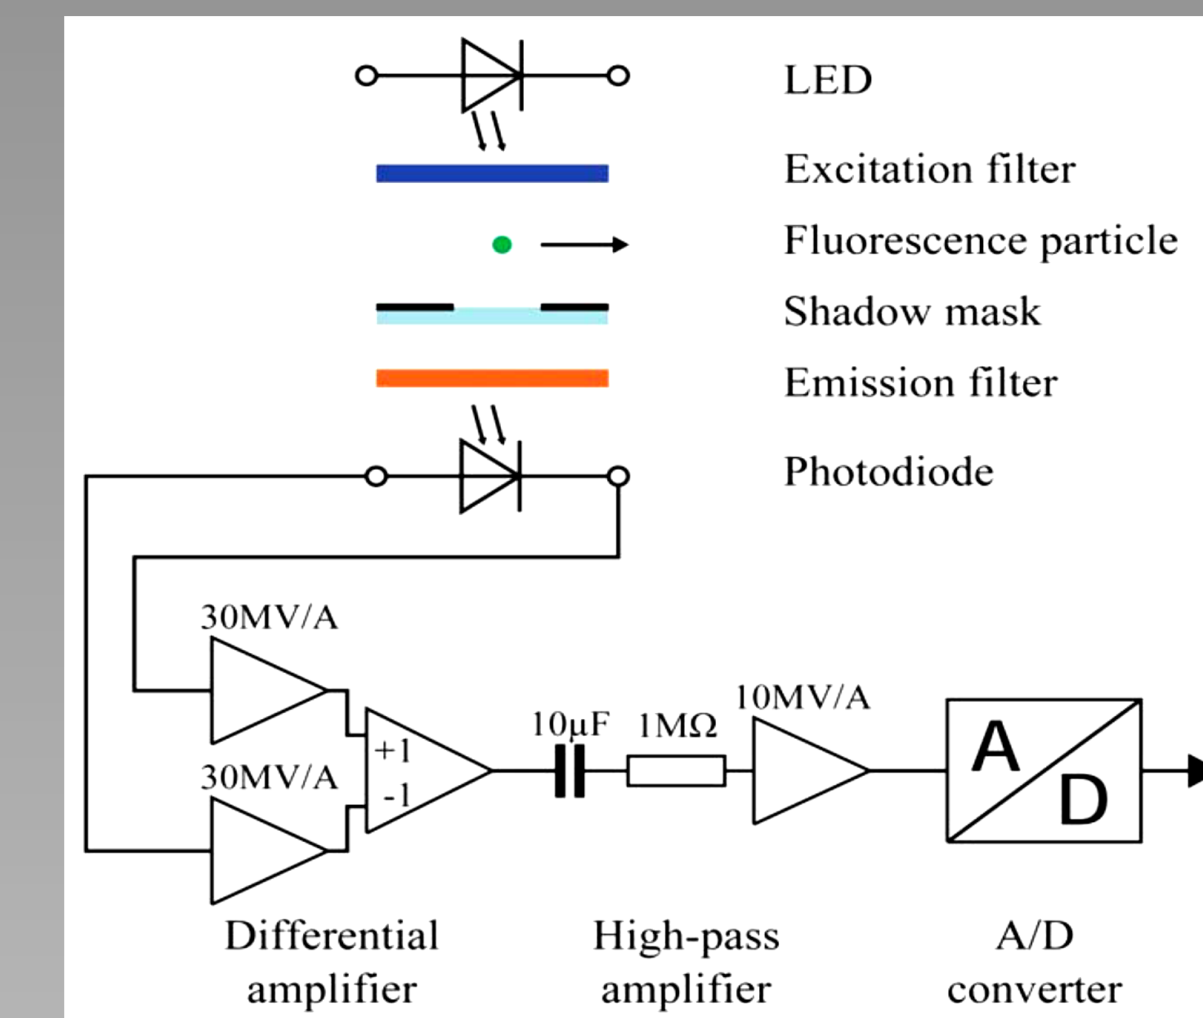 LED
Excitation filter
Fluorescence particle
Shadow mask
Emission filter
Photodiode
30MV/A
30MV/A
+1
-1
10μF
1MΩ
10MV/A
A
D
Differential
amplifier
High-pass
amplifier
A/D
converter